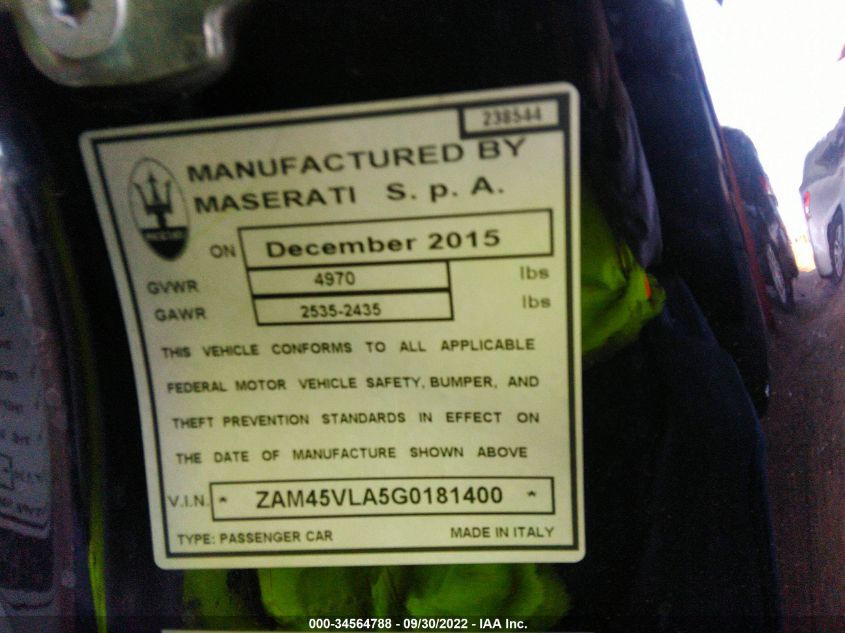 238544
MANUFACTURED BY
MASERATI S. p. A.
ON December 2015
GVWR 4970 lbs
GAWR 2535-2435 lbs
THIS VEHICLE CONFORMS TO ALL APPLICABLE
FEDERAL MOTOR VEHICLE SAFETY, BUMPER, AND
THEFT PREVENTION STANDARDS IN EFFECT ON
THE DATE OF MANUFACTURE SHOWN ABOVE
V.I.N. * ZAM45VLA5G0181400 *
TYPE: PASSENGER CAR MADE IN ITALY
000-34564788 - 09/30/2022 - IAA Inc.